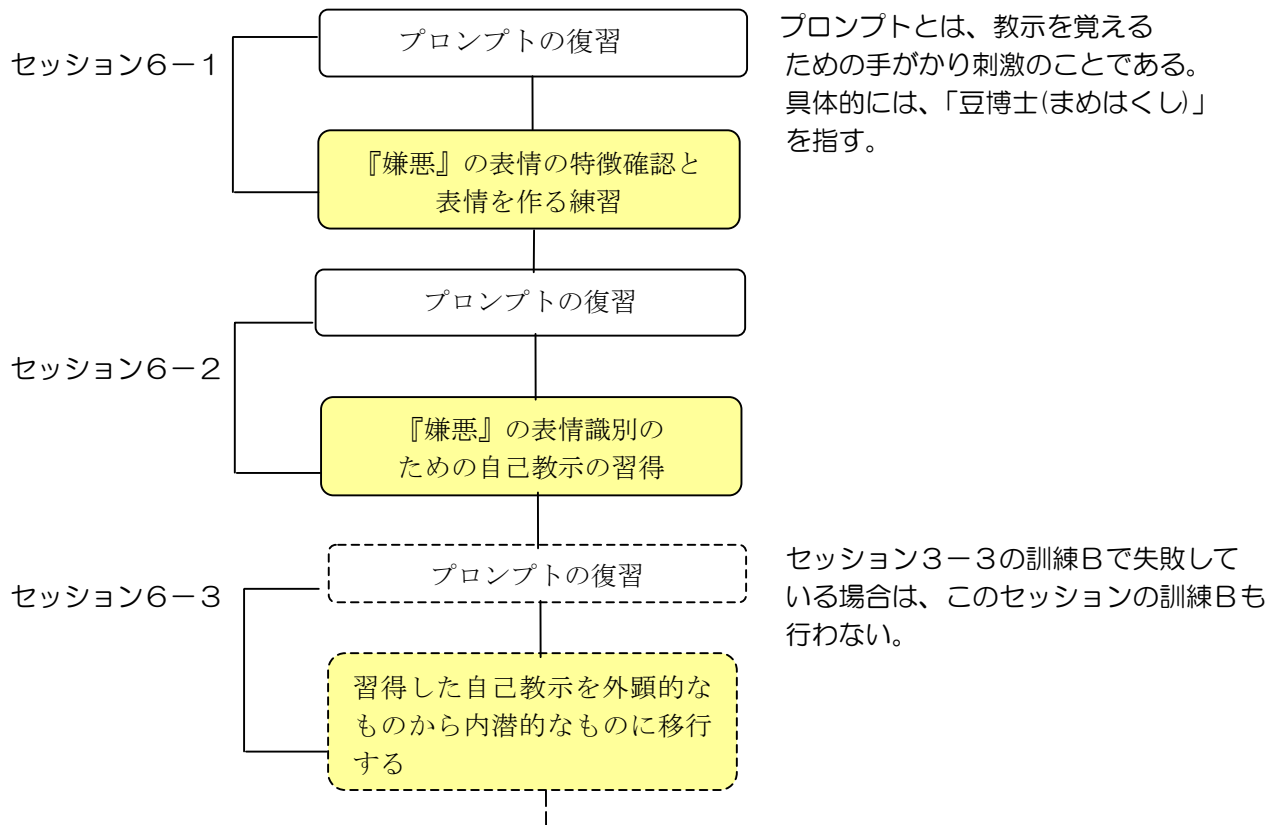 セッション6-1
プロンプトの復習
『嫌悪』の表情の特徴確認と
表情を作る練習
プロンプトとは、教示を覚える
ための手がかり刺激のことである。
具体的には、「豆博士(まめはくし)」
を指す。
セッション6-2
プロンプトの復習
『嫌悪』の表情識別の
ための自己教示の習得
セッション6-3
プロンプトの復習
習得した自己教示を外顕的な
ものから内潜的なものに移行
する
セッション3-3の訓練Bで失敗して
いる場合は、このセッションの訓練Bも
行わない。